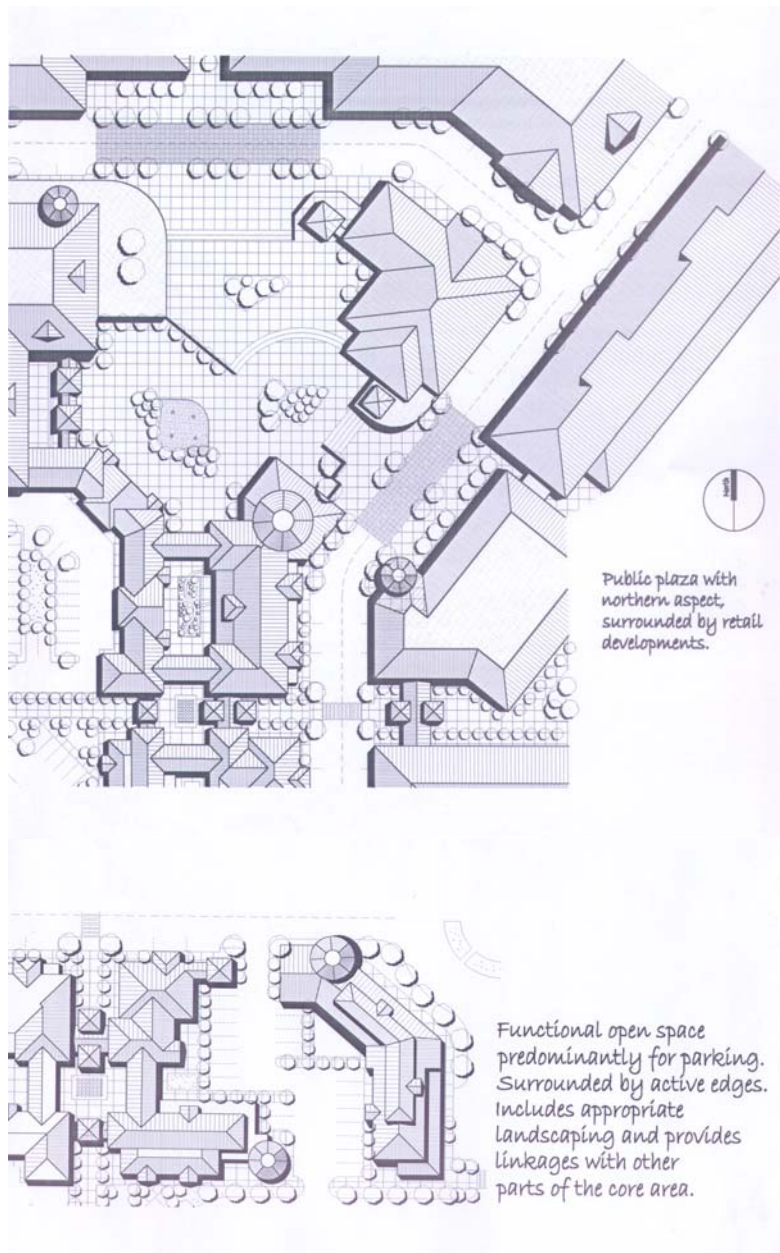 North
Public plaza with
northern aspect,
surrounded by retail
developments.
Functional open space
predominantly for parking.
Surrounded by active edges.
Includes appropriate
landscaping and provides
linkages with other
parts of the core area.